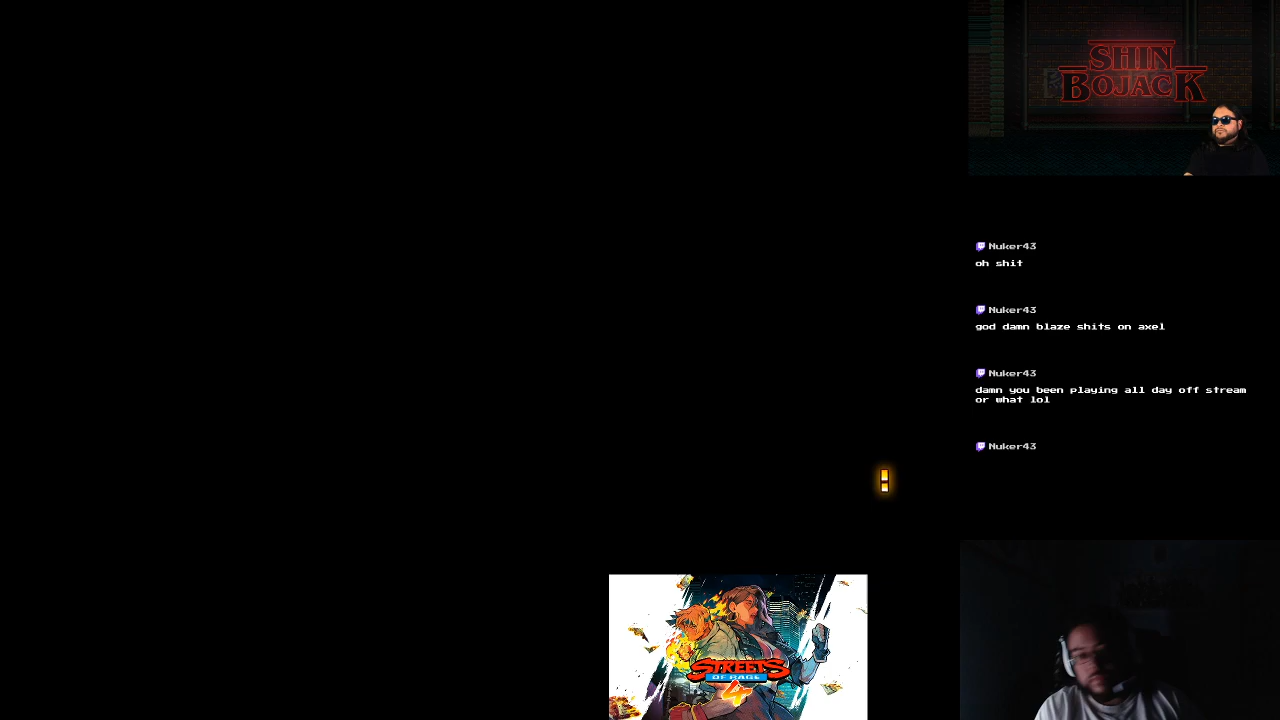 SHIN
BOJACK
Nuker43
oh shit
Nuker43
god damn blaze shits on axel
Nuker43
damn you been playing all day off stream
or what lol
Nuker43
STREETS
OF RAGE
4